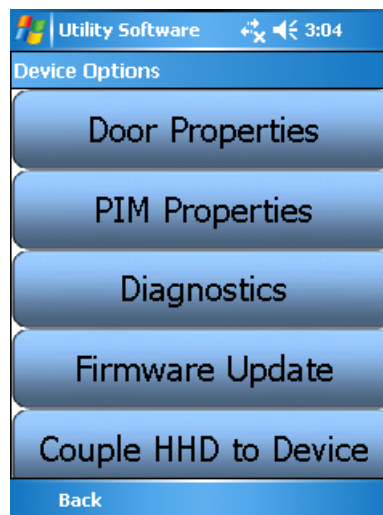 Utility Software 3:04
Device Options
Door Properties
PIM Properties
Diagnostics
Firmware Update
Couple HHD to Device
Back